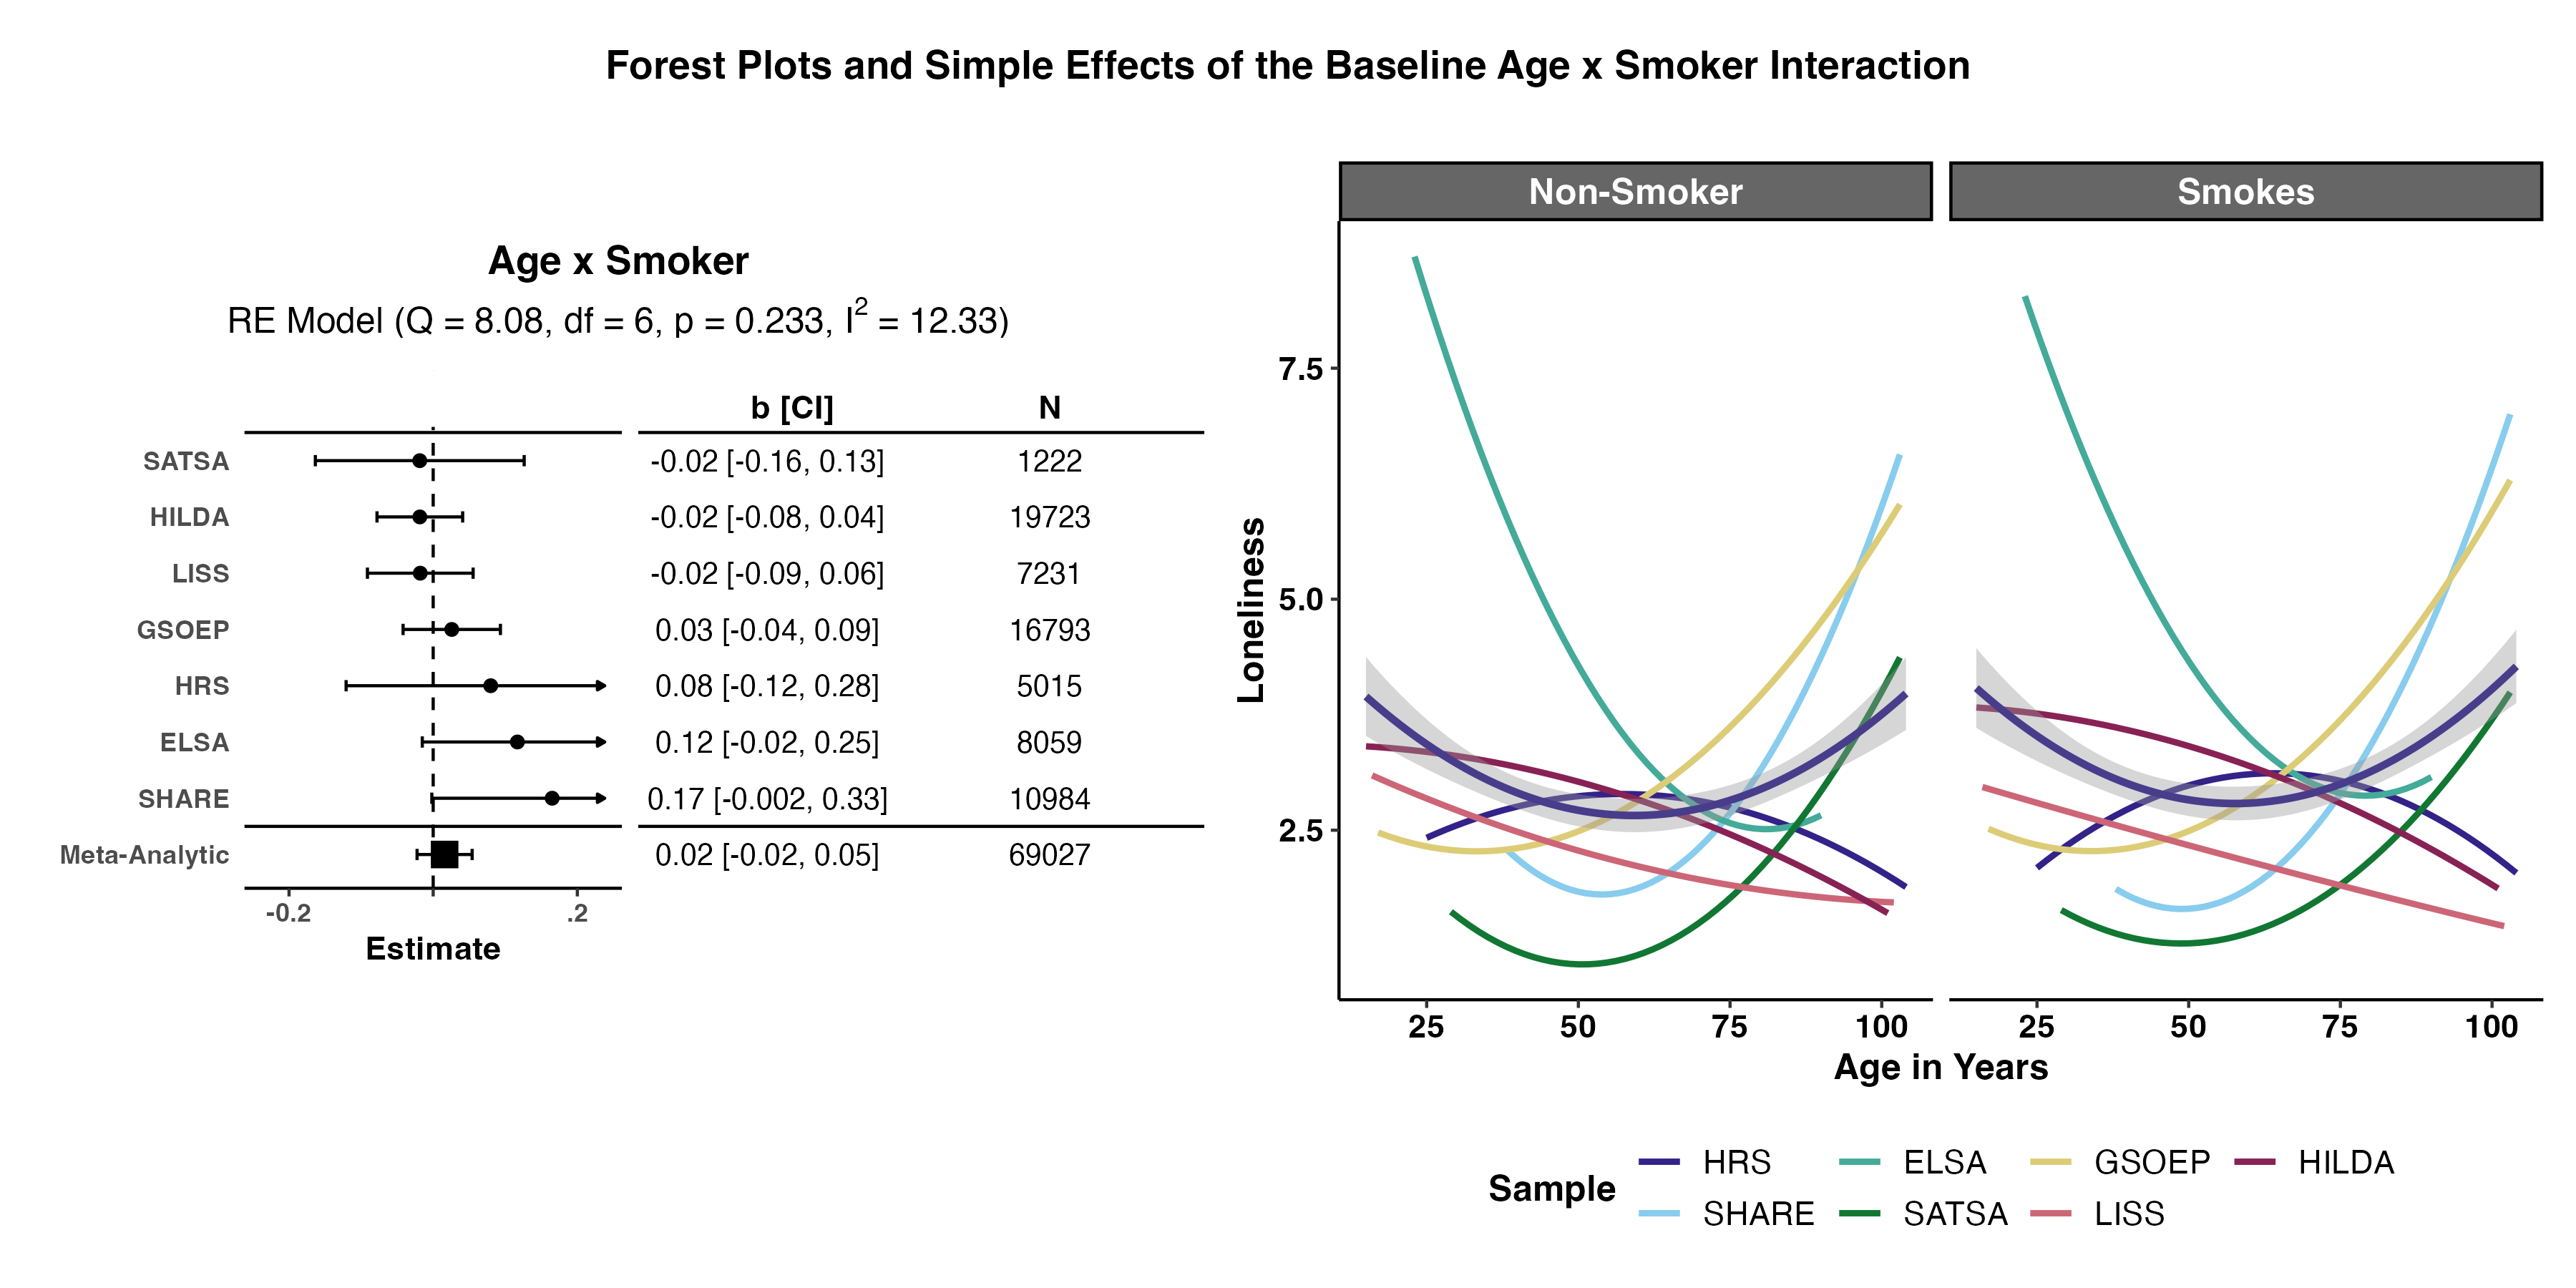 Forest Plots and Simple Effects of the Baseline Age x Smoker Interaction
Age x Smoker
RE Model (Q = 8.08, df = 6, p = 0.233, I² = 12.33)
b [CI] N
SATSA -0.02 [-0.16, 0.13] 1222
HILDA -0.02 [-0.08, 0.04] 19723
LISS -0.02 [-0.09, 0.06] 7231
GSOEP 0.03 [-0.04, 0.09] 16793
HRS 0.08 [-0.12, 0.28] 5015
ELSA 0.12 [-0.02, 0.25] 8059
SHARE 0.17 [-0.002, 0.33] 10984
Meta-Analytic 0.02 [-0.02, 0.05] 69027
-0.2 .2
Estimate
Non-Smoker Smokes
Loneliness
7.5
5.0
2.5
25 50 75 100 25 50 75 100
Age in Years
Sample
HRS ELSA GSOEP HILDA
SHARE SATSA LISS